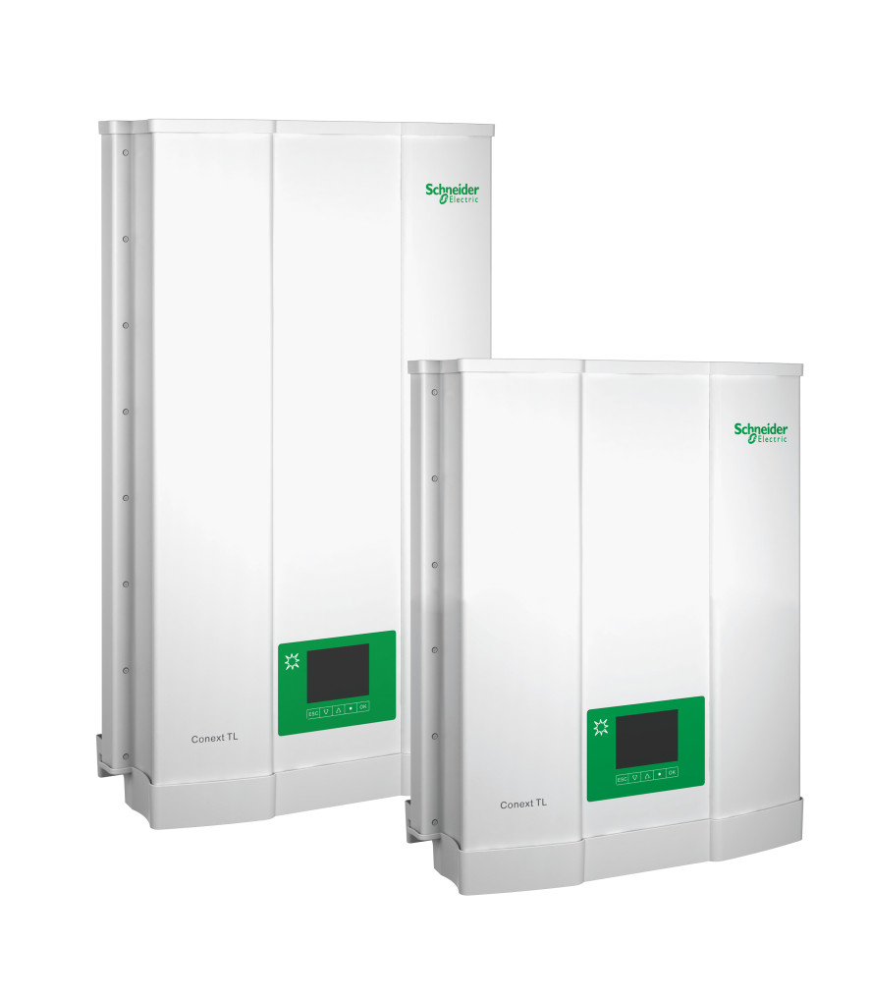 Schneider
Electric
ESC OK
Conext TL
Schneider
Electric
ESC OK
Conext TL